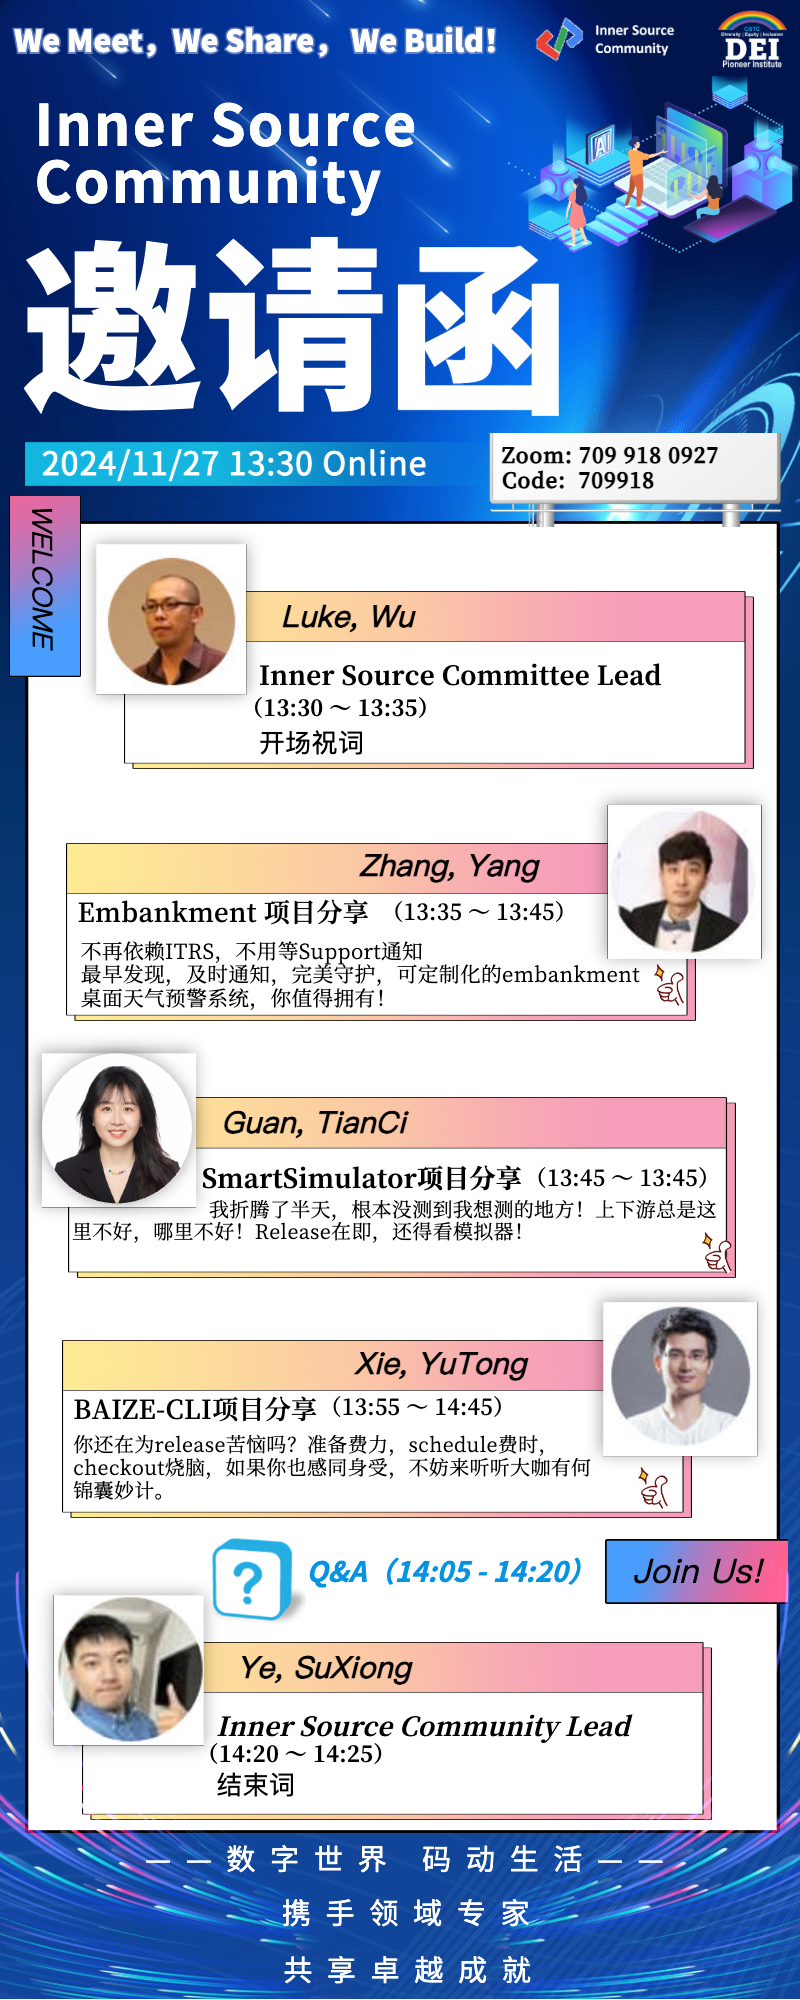 We Meet，We Share， We Build!
Inner Source
Community
CSTC
Diversity | Equity | Inclusion
DEI
Pioneer Institute
Inner Source
Community
AI
邀请函
2024/11/27 13:30 Online
Zoom: 709 918 0927
Code: 709918
WELCOME
Luke, Wu
Inner Source Committee Lead
（13:30 ～ 13:35）
开场祝词
Zhang, Yang
Embankment 项目分享 （13:35 ～ 13:45）
不再依赖ITRS，不用等Support通知
最早发现，及时通知，完美守护，可定制化的embankment
桌面天气预警系统，你值得拥有！
Guan, TianCi
SmartSimulator项目分享（13:45 ～ 13:45）
我折腾了半天，根本没测到我想测的地方！上下游总是这
里不好，哪里不好！Release在即，还得看模拟器！
Xie, YuTong
BAIZE-CLI项目分享（13:55 ～ 14:45）
你还在为release苦恼吗？准备费力，schedule费时，
checkout烧脑，如果你也感同身受，不妨来听听大咖有何
锦囊妙计。
?
Q&A（14:05 - 14:20）
Join Us!
Ye, SuXiong
Inner Source Community Lead
（14:20 ～ 14:25）
结束词
——数字世界 码动生活——
携手领域专家
共享卓越成就